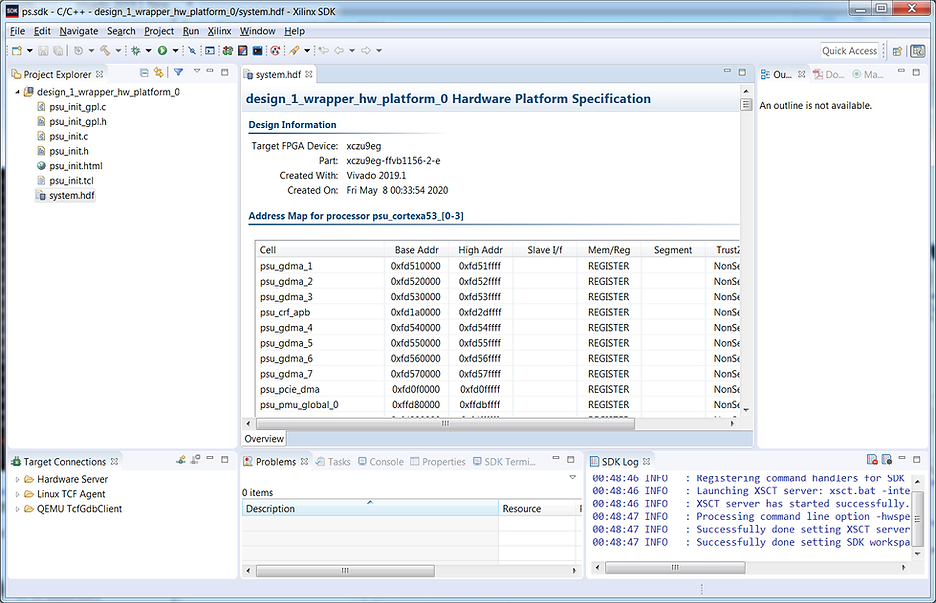 ps.sdk - C/C++ - design_1_wrapper_hw_platform_0/system.hdf - Xilinx SDK
File Edit Navigate Search Project Run Xilinx Window Help
Quick Access
Project Explorer
design_1_wrapper_hw_platform_0
psu_init_gpl.c
psu_init_gpl.h
psu_init.c
psu_init.h
psu_init.html
psu_init.tcl
system.hdf
system.hdf
design_1_wrapper_hw_platform_0 Hardware Platform Specification
Design Information
Target FPGA Device: xczu9eg
Part: xczu9eg-ffvb1156-2-e
Created With: Vivado 2019.1
Created On: Fri May 8 00:33:54 2020
Address Map for processor psu_cortexa53_[0-3]
Cell Base Addr High Addr Slave I/f Mem/Reg Segment TrustZ
psu_gdma_1 0xfd510000 0xfd51ffff REGISTER NonSe
psu_gdma_2 0xfd520000 0xfd52ffff REGISTER NonSe
psu_gdma_3 0xfd530000 0xfd53ffff REGISTER NonSe
psu_crf_apb 0xfd1a0000 0xfd2dffff REGISTER NonSe
psu_gdma_4 0xfd540000 0xfd54ffff REGISTER NonSe
psu_gdma_5 0xfd550000 0xfd55ffff REGISTER NonSe
psu_gdma_6 0xfd560000 0xfd56ffff REGISTER NonSe
psu_gdma_7 0xfd570000 0xfd57ffff REGISTER NonSe
psu_pcie_dma 0xfd0f0000 0xfd0fffff REGISTER NonSe
psu_pmu_global_0 0xffd80000 0xffdbffff REGISTER NonSe
Overview
Ou... Do... Ma...
An outline is not available.
Target Connections
Hardware Server
Linux TCF Agent
QEMU TcfGdbClient
Problems Tasks Console Properties SDK Termi...
0 items
Description Resource
SDK Log
00:48:46 INFO : Registering command handlers for SDK
00:48:46 INFO : Launching XSCT server: xsct.bat -inte
00:48:46 INFO : XSCT server has started successfully.
00:48:47 INFO : Processing command line option -hwspe
00:48:47 INFO : Successfully done setting XSCT server
00:48:47 INFO : Successfully done setting SDK workspa